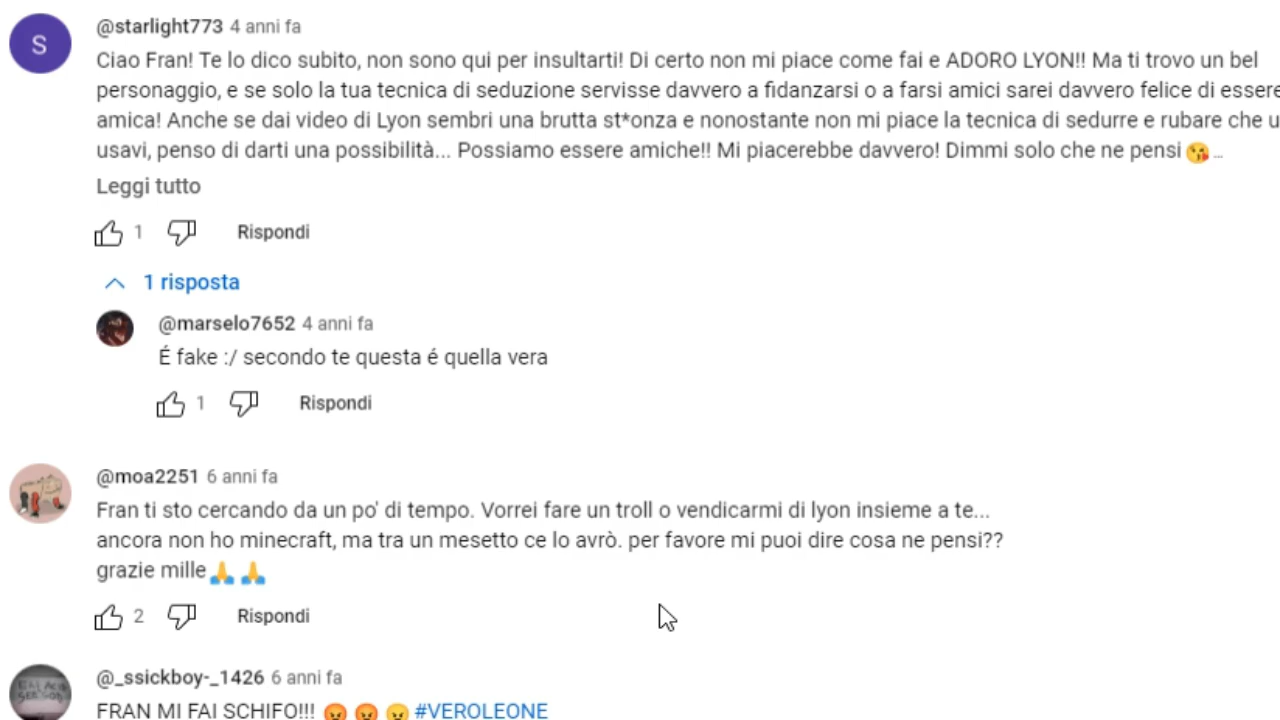 S
@starlight773 4 anni fa
Ciao Fran! Te lo dico subito, non sono qui per insultarti! Di certo non mi piace come fai e ADORO LYON!! Ma ti trovo un bel
personaggio, e se solo la tua tecnica di seduzione servisse davvero a fidanzarsi o a farsi amici sarei davvero felice di essere
amica! Anche se dai video di Lyon sembri una brutta st*onza e nonostante non mi piace la tecnica di sedurre e rubare che
usavi, penso di darti una possibilità... Possiamo essere amiche!! Mi piacerebbe davvero! Dimmi solo che ne pensi 😘 ...
Leggi tutto
1 Rispondi
1 risposta
@marselo7652 4 anni fa
É fake :/ secondo te questa é quella vera
1 Rispondi
@moa2251 6 anni fa
Fran ti sto cercando da un po' di tempo. Vorrei fare un troll o vendicarmi di lyon insieme a te...
ancora non ho minecraft, ma tra un mesetto ce lo avrò. per favore mi puoi dire cosa ne pensi??
grazie mille🙏 🙏
2 Rispondi
@_ssickboy-_1426 6 anni fa
FRAN MI FAI SCHIFO!!! 😡 😡 😠 #VEROLEONE